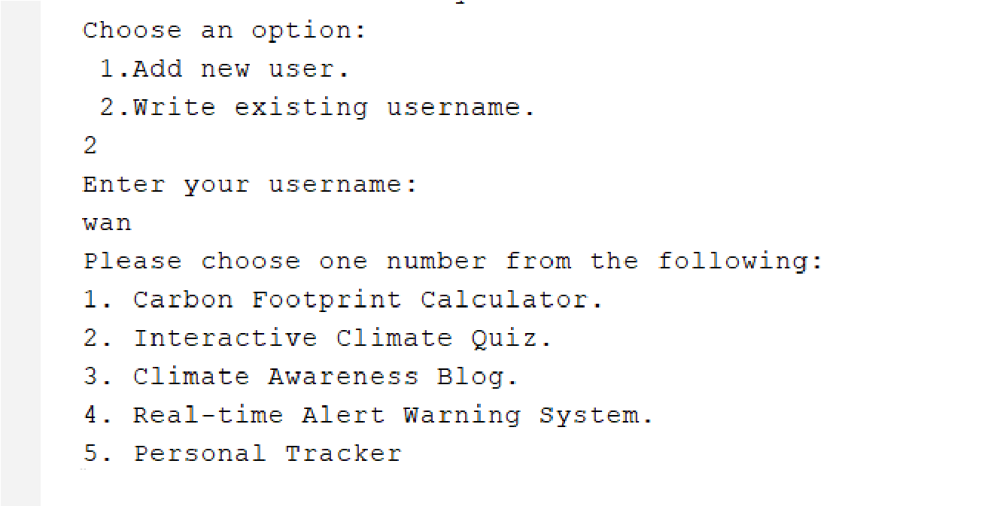 Choose an option:
1.Add new user.
2.Write existing username.
2
Enter your username:
wan
Please choose one number from the following:
1. Carbon Footprint Calculator.
2. Interactive Climate Quiz.
3. Climate Awareness Blog.
4. Real-time Alert Warning System.
5. Personal Tracker